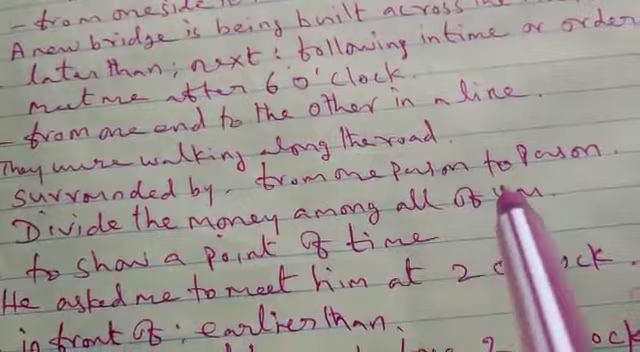 - from one side
A new bridge is being built across
later than; next; following in time or order
meet me after 6 o'clock.
- from one end to the other in a line.
They were walking along the road.
surrounded by, from one person to person.
Divide the money among all of you.
to show a point of time
He asked me to meet him at 2 o'clock.
in front of; earlier than.